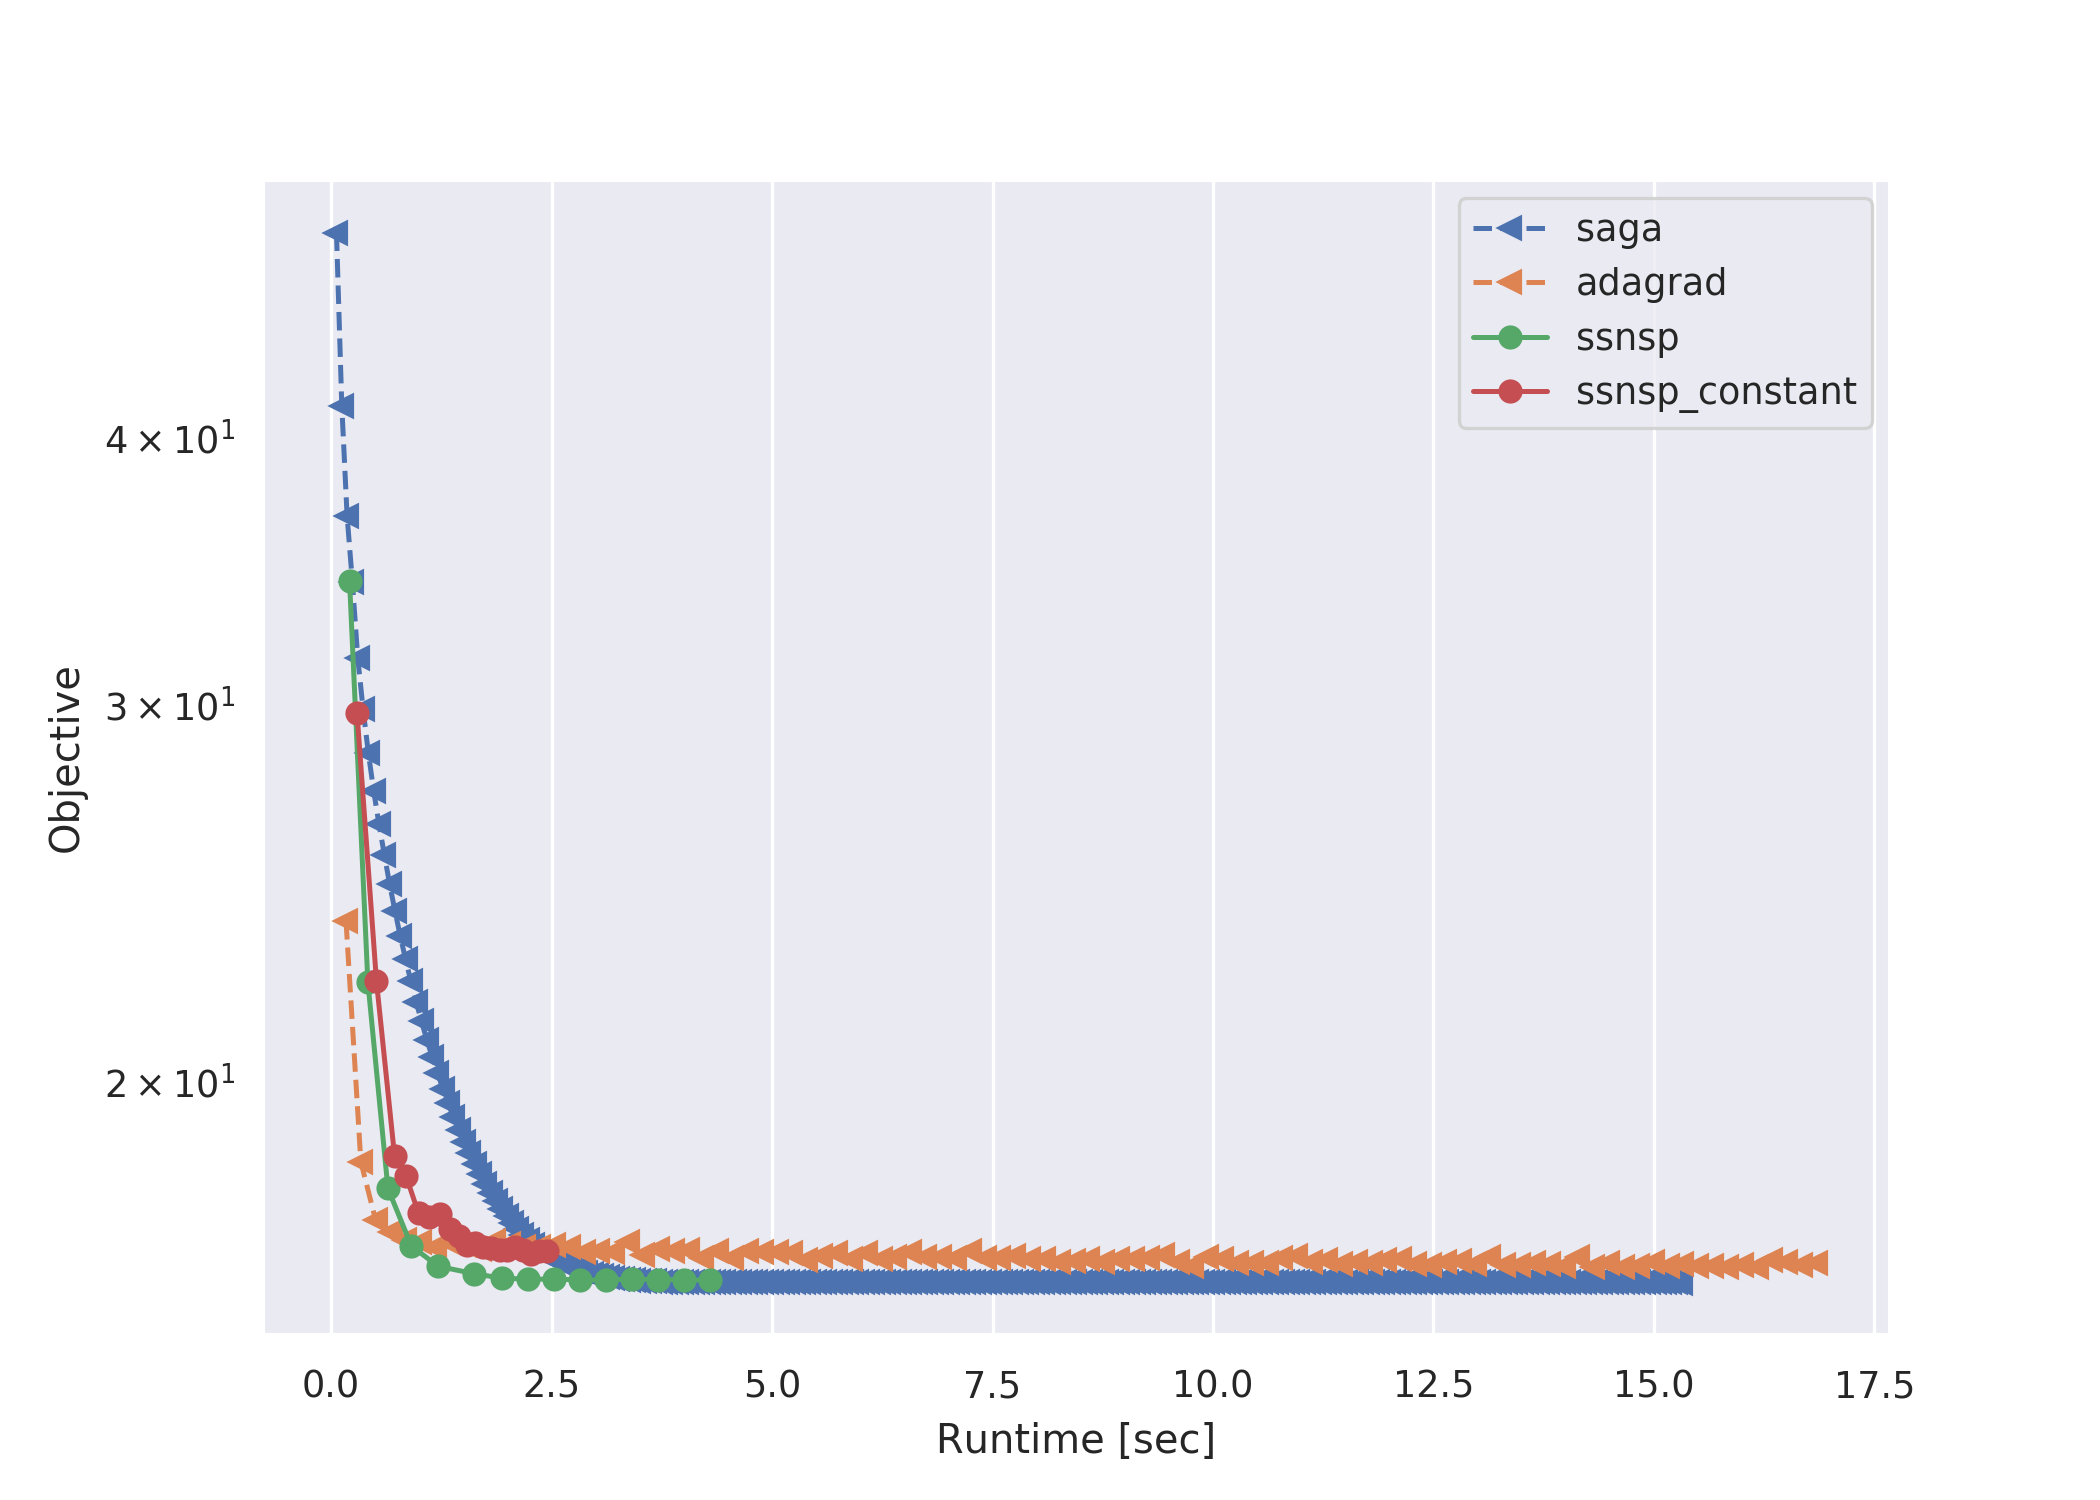 saga
adagrad
ssnsp
ssnsp_constant
4 × 10¹
3 × 10¹
2 × 10¹
Objective
0.0 2.5 5.0 7.5 10.0 12.5 15.0 17.5
Runtime [sec]